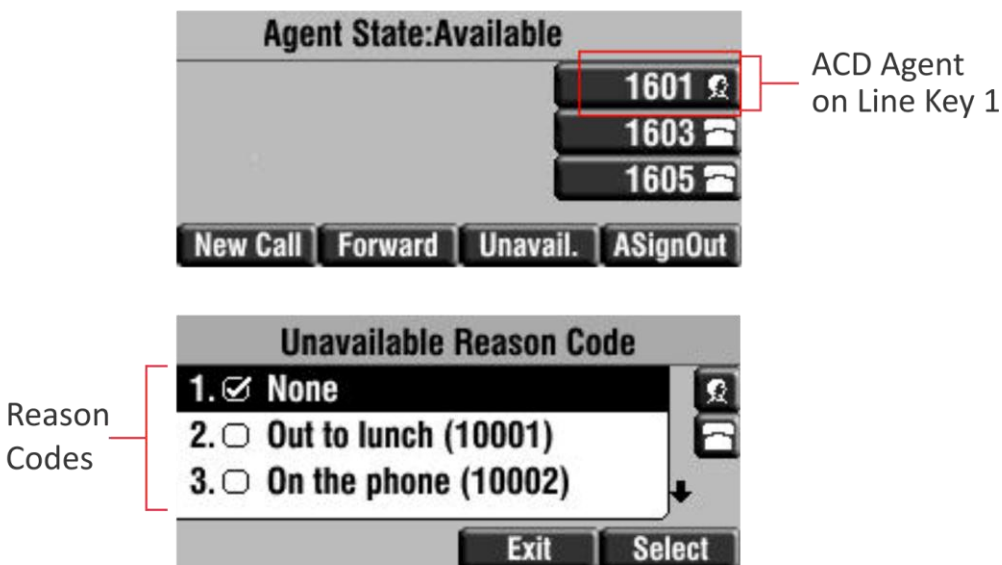 Agent State:Available
1601
ACD Agent
on Line Key 1
1603
1605
New Call Forward Unavail. ASignOut
Unavailable Reason Code
Reason
Codes
1. None
2. Out to lunch (10001)
3. On the phone (10002)
Exit Select